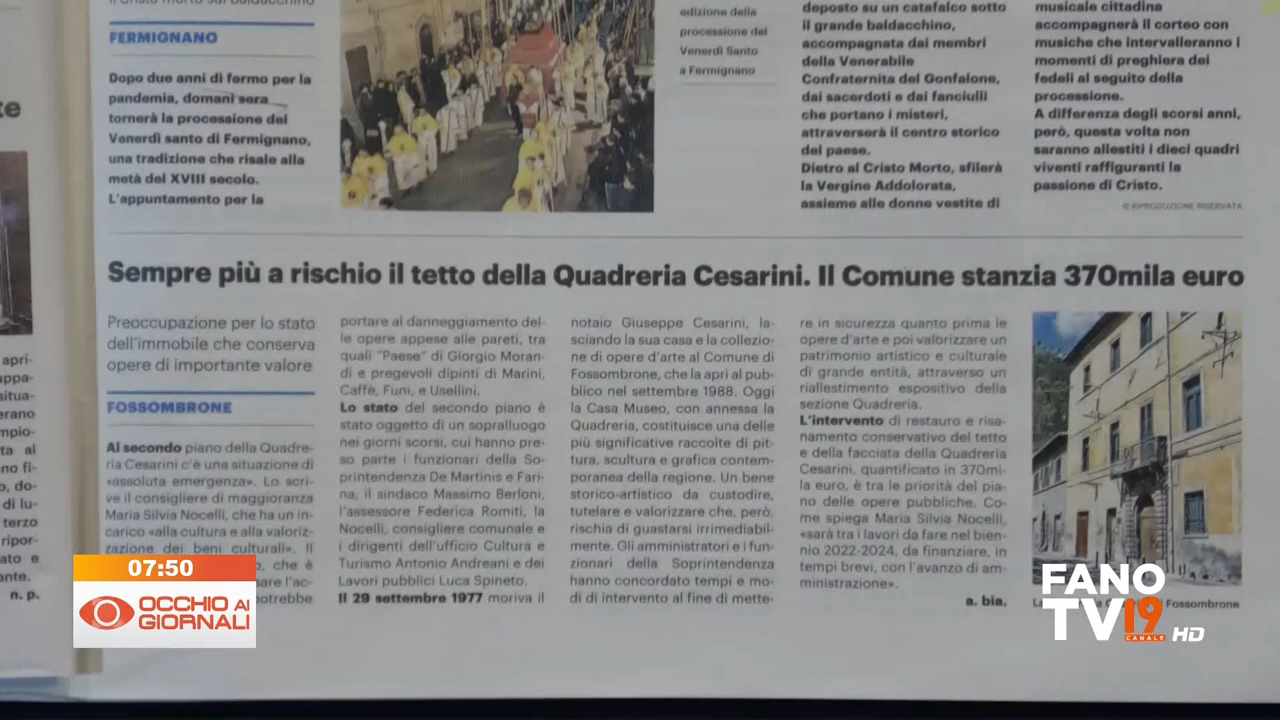 FERMIGNANO
Dopo due anni di fermo per la
pandemia, domani sera
tornerà la processione del
Venerdì santo di Fermignano,
una tradizione che risale alla
metà del XVIII secolo.
L'appuntamento per la
edizione della
processione del
Venerdì Santo
a Fermignano
deposto su un catafalco sotto
il grande baldacchino,
accompagnata dai membri
della Venerabile
Confraternita del Gonfalone,
dai sacerdoti e dai fanciulli
che portano i misteri,
attraverserà il centro storico
del paese.
Dietro al Cristo Morto, sfilerà
la Vergine Addolorata,
assieme alle donne vestite di
musicale cittadina
accompagnerà il corteo con
musiche che intervalleranno i
momenti di preghiera dei
fedeli al seguito della
processione.
A differenza degli scorsi anni,
però, questa volta non
saranno allestiti i dieci quadri
viventi raffiguranti la
passione di Cristo.
© RIPRODUZIONE RISERVATA
Sempre più a rischio il tetto della Quadreria Cesarini. Il Comune stanzia 370mila euro
Preoccupazione per lo stato
dell'immobile che conserva
opere di importante valore
FOSSOMBRONE
Al secondo piano della Quadre-
ria Cesarini c'è una situazione di
«assoluta emergenza». Lo scri-
ve il consigliere di maggioranza
Maria Silvia Nocelli, che ha un in-
carico «alla cultura e alla valoriz-
zazione dei beni culturali». Il
che è
l'ac-
potrebbe
portare al danneggiamento del-
le opere appese alle pareti, tra
quali "Paese" di Giorgio Moran-
di e pregevoli dipinti di Marini,
Caffè, Funi, e Usellini.
Lo stato del secondo piano è
stato oggetto di un sopralluogo
nei giorni scorsi, cui hanno pre-
so parte i funzionari della So-
printendenza De Martinis e Fari-
na, il sindaco Massimo Berloni,
l'assessore Federica Romiti, la
Nocelli, consigliere comunale e
i dirigenti dell'ufficio Cultura e
Turismo Antonio Andreani e dei
Lavori pubblici Luca Spineto.
Il 29 settembre 1977 moriva il
notaio Giuseppe Cesarini, la-
sciando la sua casa e la collezio-
ne di opere d'arte al Comune di
Fossombrone, che la aprì al pub-
blico nel settembre 1988. Oggi
la Casa Museo, con annessa la
Quadreria, costituisce una delle
più significative raccolte di pit-
tura, scultura e grafica contem-
poranea della regione. Un bene
storico-artistico da custodire,
tutelare e valorizzare che, però,
rischia di guastarsi irrimediabil-
mente. Gli amministratori e i fun-
zionari della Soprintendenza
hanno concordato tempi e mo-
di di intervento al fine di mette-
re in sicurezza quanto prima le
opere d'arte e poi valorizzare un
patrimonio artistico e culturale
di grande entità, attraverso un
riallestimento espositivo della
sezione Quadreria.
L'intervento di restauro e risa-
namento conservativo del tetto
e della facciata della Quadreria
Cesarini, quantificato in 370mi-
la euro, è tra le priorità del pia-
no delle opere pubbliche. Co-
me spiega Maria Silvia Nocelli,
«sarà tra i lavori da fare nel bien-
nio 2022-2024, da finanziare, in
tempi brevi, con l'avanzo di am-
ministrazione».
a. bia.
Fossombrone
n. p.
07:50
OCCHIO AI
GIORNALI
FANO
TV19
CANALE
HD